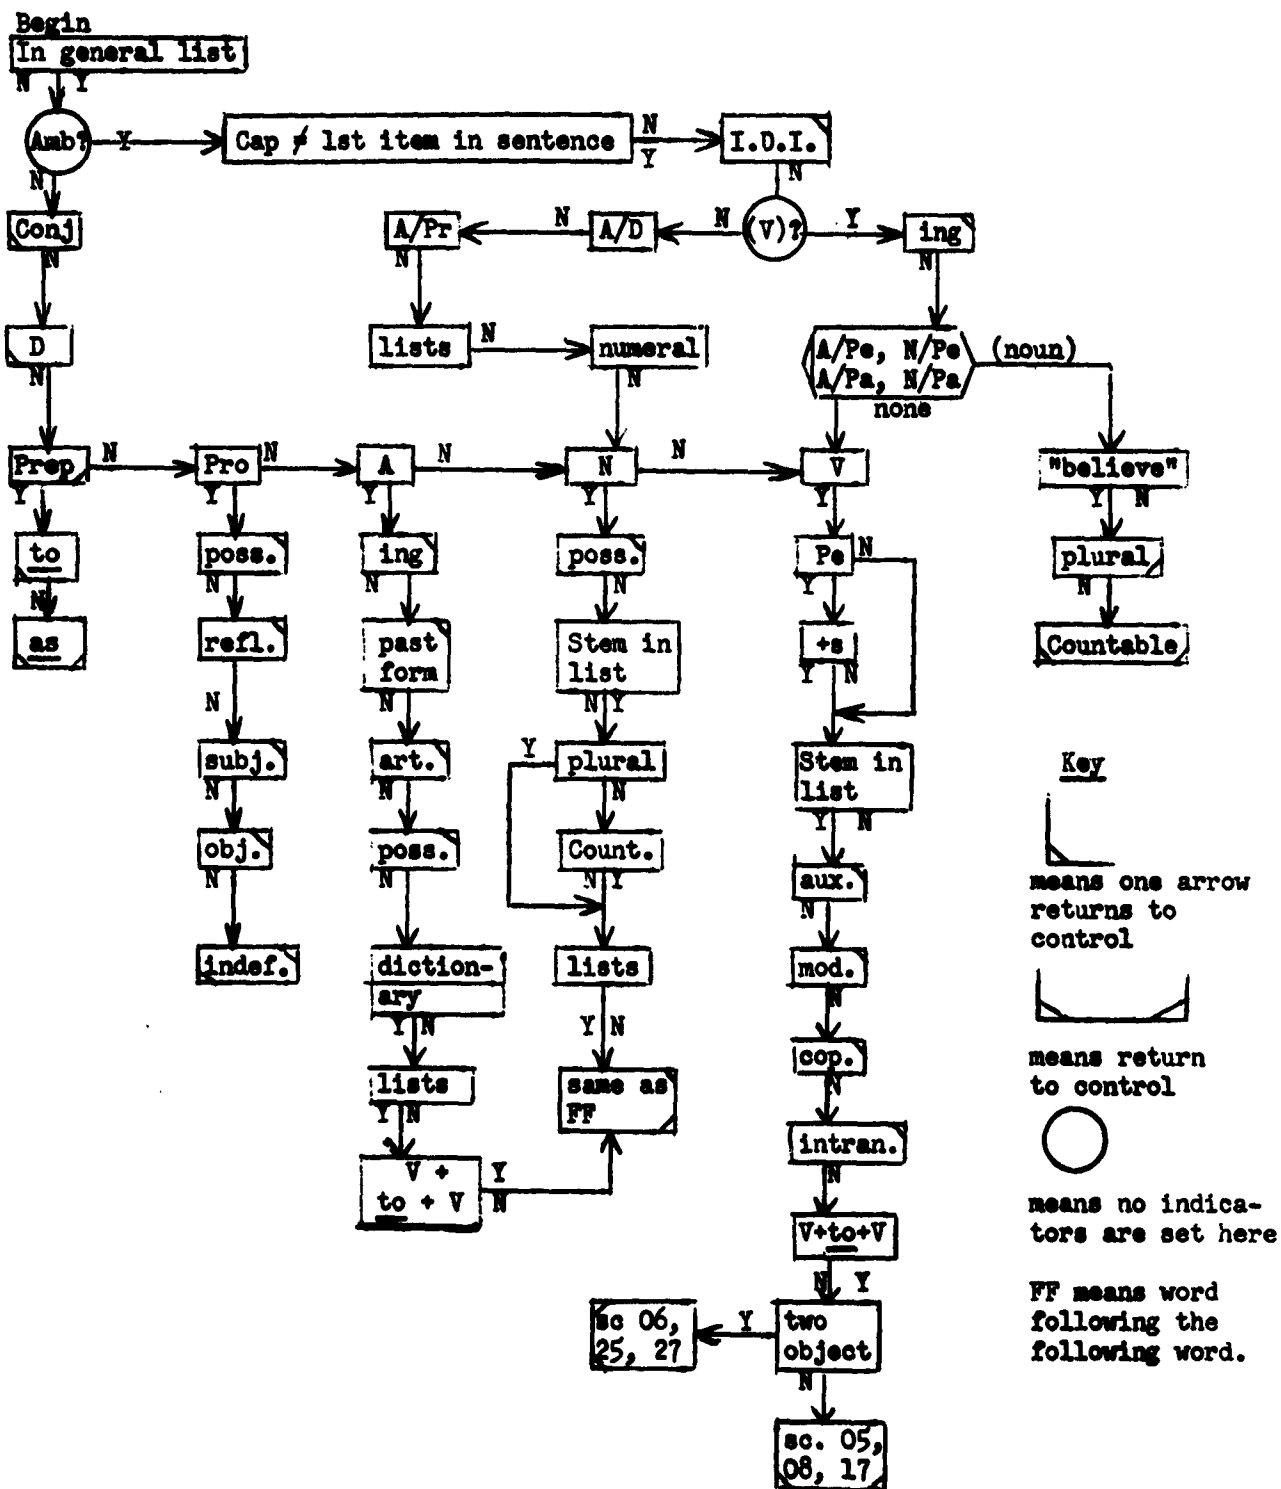 Begin
In general list
N Y
Amb?
Y
Cap ≠ 1st item in sentence
N
Y
I.D.I.
N
N
Conj
N
A/Pr
N
A/D
N
(V)?
Y
ing
N
N
D
N
lists
N
numeral
N
A/Pe, N/Pe
A/Pa, N/Pa
none
(noun)
Prep
N
Y
Pro
N
Y
A
N
Y
N
N
Y
V
Y
"believe"
Y N
to
N
as
poss.
N
refl.
N
subj.
N
obj.
N
indef.
ing
N
past
form
N
art.
N
poss.
N
diction-
ary
Y N
lists
Y N
V +
to + V
Y
N
poss.
N
Stem in
list
N Y
plural
Y
N
Count.
N Y
lists
Y N
same as
FF
Pe
N
Y
+s
Y N
Stem in
list
Y N
aux.
N
mod.
N
cop.
N
intran.
N
V+to+V
N Y
two
object
Y
N
sc 06,
25, 27
sc. 05,
08, 17
plural
N
Countable
Key
means one arrow
returns to
control
means return
to control
means no indica-
tors are set here
FF means word
following the
following word.